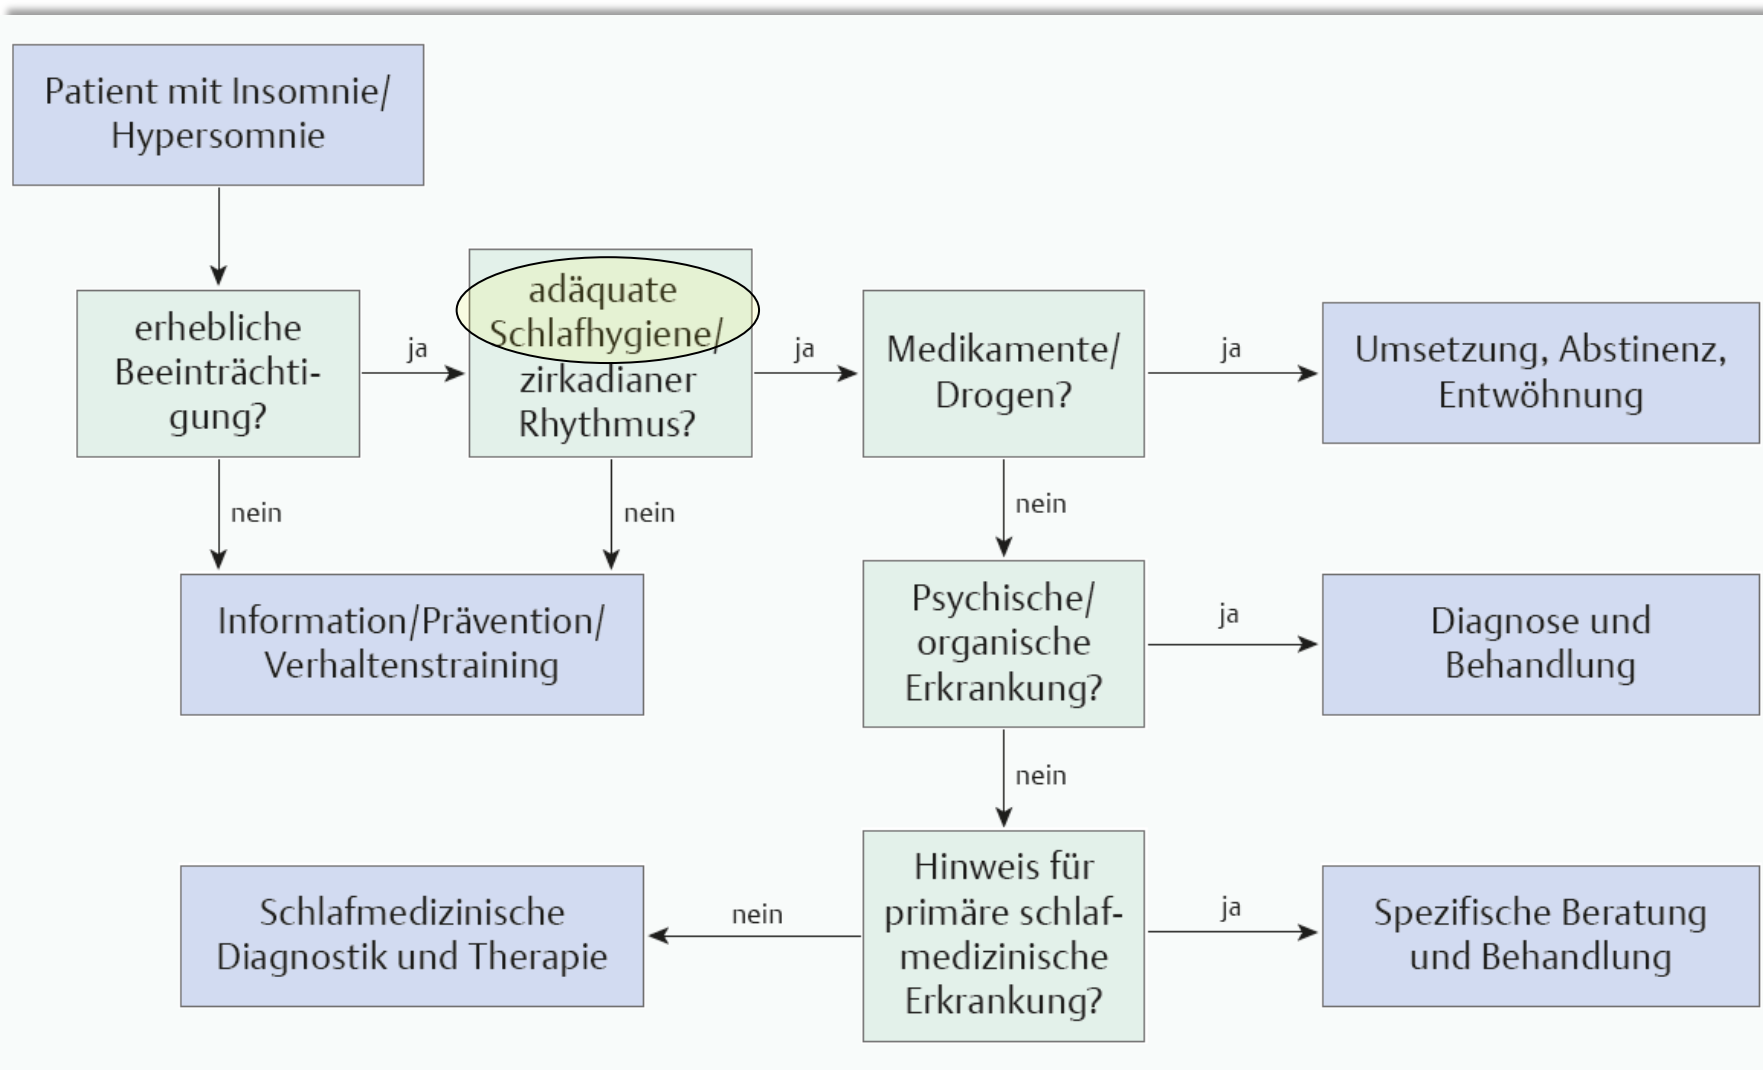 Patient mit Insomnie/
Hypersomnie
erhebliche
Beeinträchti-
gung?
ja
adäquate
Schlafhygiene/
zirkadianer
Rhythmus?
ja
Medikamente/
Drogen?
ja
Umsetzung, Abstinenz,
Entwöhnung
nein
nein
nein
Information/Prävention/
Verhaltenstraining
Psychische/
organische
Erkrankung?
ja
Diagnose und
Behandlung
nein
Schlafmedizinische
Diagnostik und Therapie
nein
Hinweis für
primäre schlaf-
medizinische
Erkrankung?
ja
Spezifische Beratung
und Behandlung